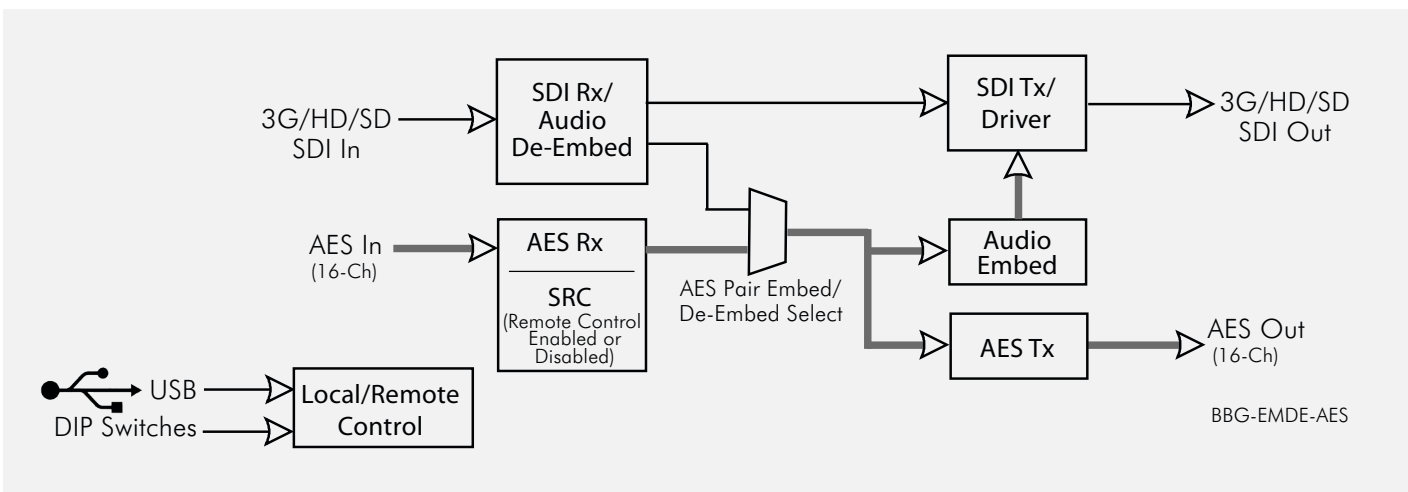 3G/HD/SD
SDI In
SDI Rx/
Audio
De-Embed
SDI Tx/
Driver
3G/HD/SD
SDI Out
AES In
(16-Ch)
AES Rx
SRC
(Remote Control
Enabled or
Disabled)
AES Pair Embed/
De-Embed Select
Audio
Embed
AES Tx
AES Out
(16-Ch)
USB
DIP Switches
Local/Remote
Control
BBG-EMDE-AES